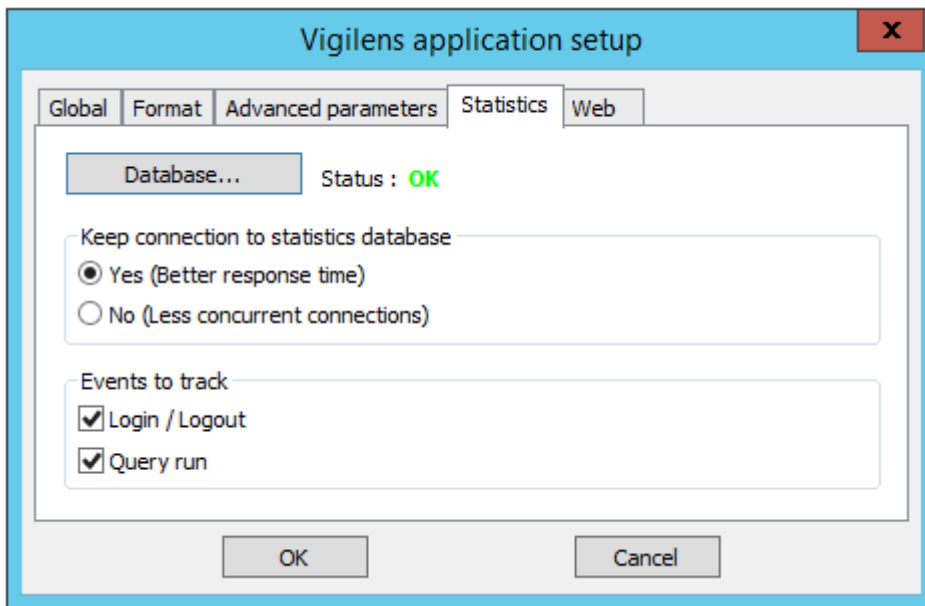 Vigilens application setup
x
Global Format Advanced parameters Statistics Web
Database... Status : OK
Keep connection to statistics database
Yes (Better response time)
No (Less concurrent connections)
Events to track
Login / Logout
Query run
OK Cancel